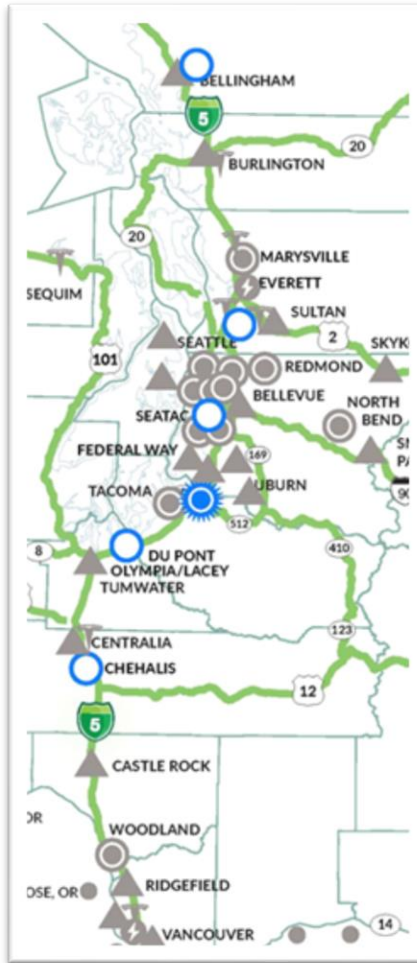 BELLINGHAM
5
20
BURLINGTON
20
MARYSVILLE
SEQUIM
EVERETT
SULTAN
2
101
SEATTLE
SKYK
REDMOND
BELLEVUE
NORTH
BEND
SEATAC
FEDERAL WAY
169
TACOMA
UBURN
512
8
DU PONT
410
OLYMPIA/LACEY
TUMWATER
CENTRALIA
123
CHEHALIS
12
5
CASTLE ROCK
OR
WOODLAND
OSE, OR
RIDGEFIELD
VANCOUVER
14